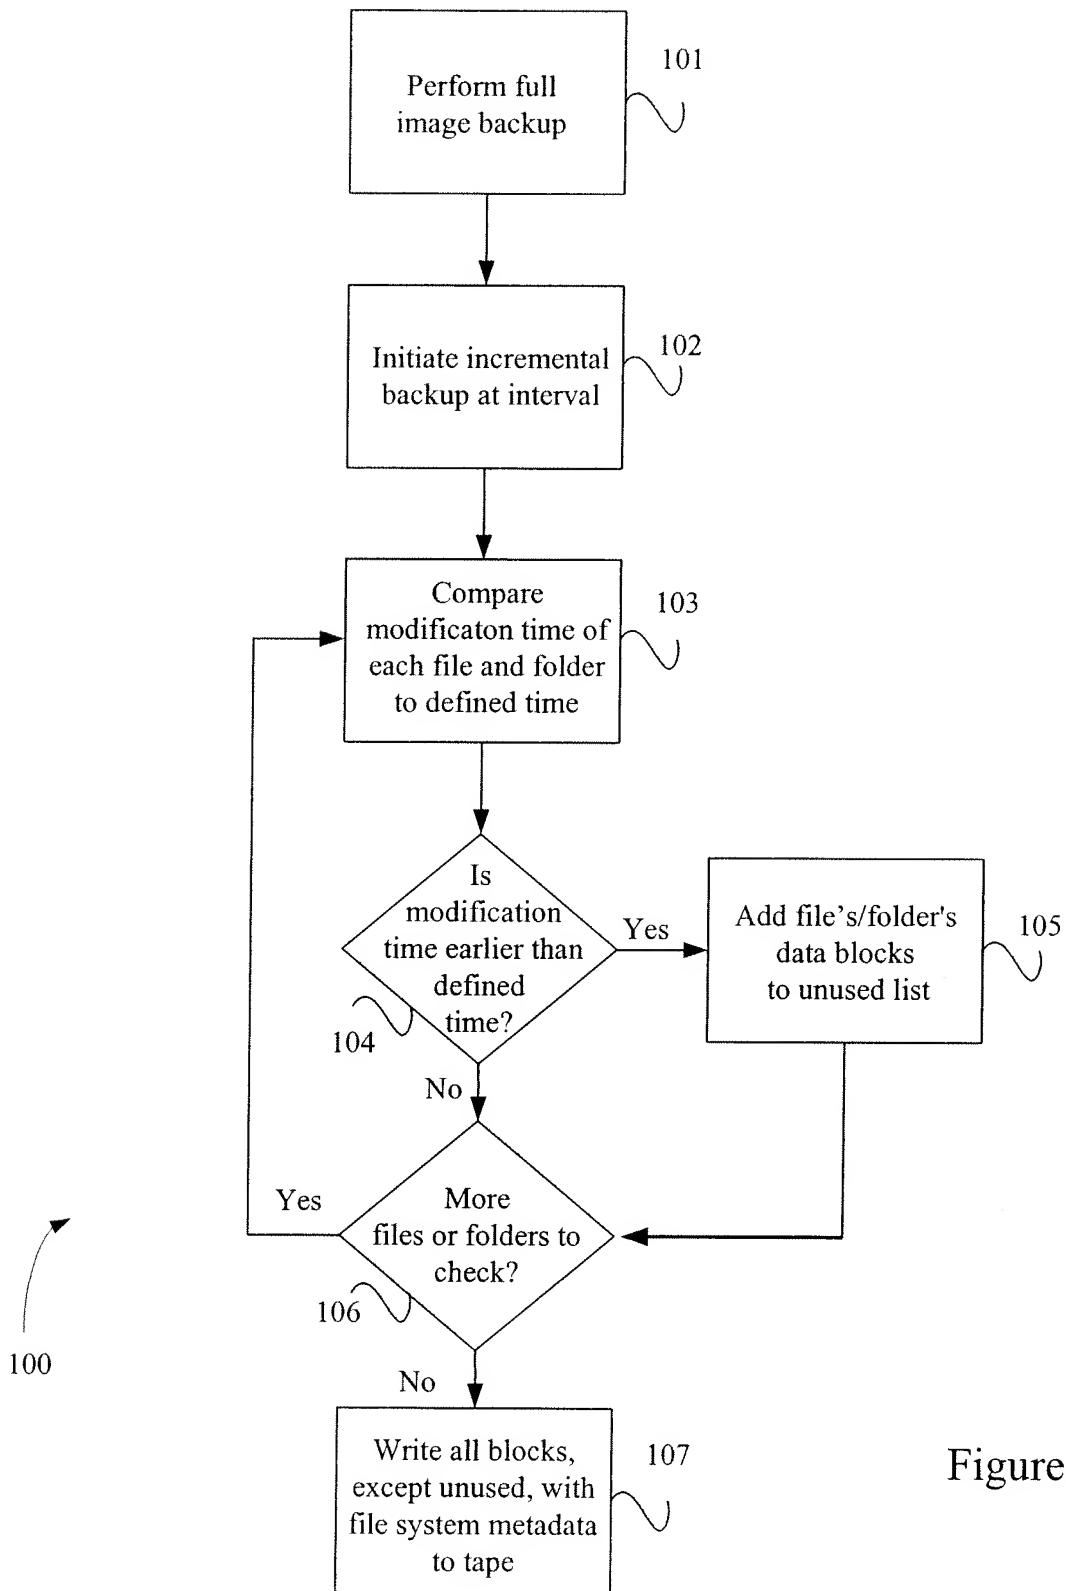 Perform full
image backup
101
Initiate incremental
backup at interval
102
Compare
modificaton time of
each file and folder
to defined time
103
Is
modification
time earlier than
defined
time?
104
Yes
Add file's/folder's
data blocks
to unused list
105
No
More
files or folders to
check?
106
Yes
100
No
Write all blocks,
except unused, with
file system metadata
to tape
107
Figure